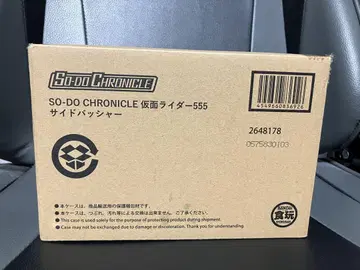 SO-DO CHRONICLE
SO-DO CHRONICLE 仮面ライダー555
サイドバッシャー
4549660836926
2648178
0575830103
●本ケースは、商品輸送用の保護梱包材です。
●本ケースは、つぶれ、汚れ等による交換は出来ません。ご了承ください。
● This case is used solely for the purpose of protecting product during shipment.
● Case may not be exchanged due to damage or discoloration. Thank you for understanding.
BANDAI
食玩